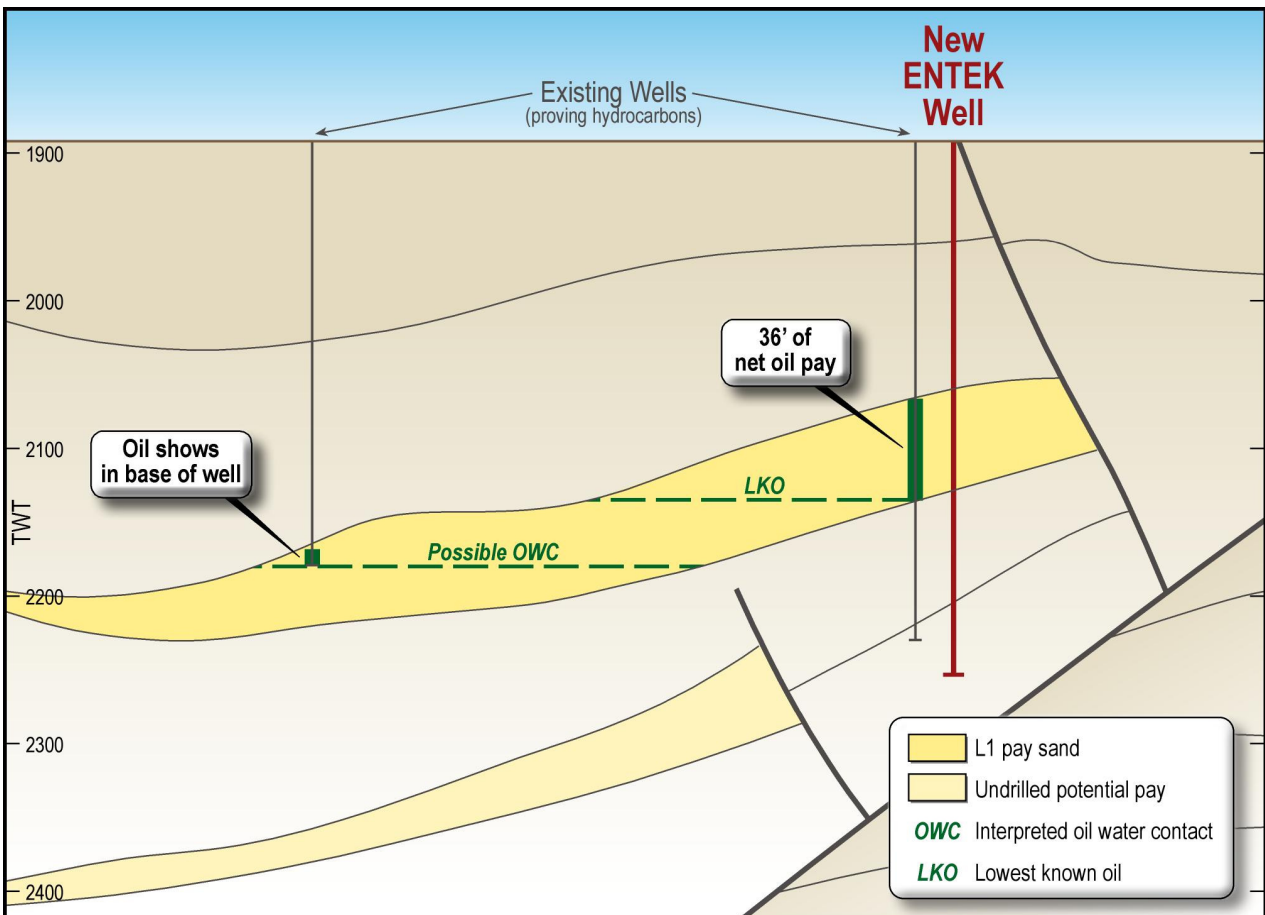 New
ENTEK
Well
Existing Wells
(proving hydrocarbons)
1900
2000
36’ of
net oil pay
2100
Oil shows
in base of well
LKO
TWT
Possible OWC
2200
2300
L1 pay sand
Undrilled potential pay
OWC Interpreted oil water contact
LKO Lowest known oil
2400